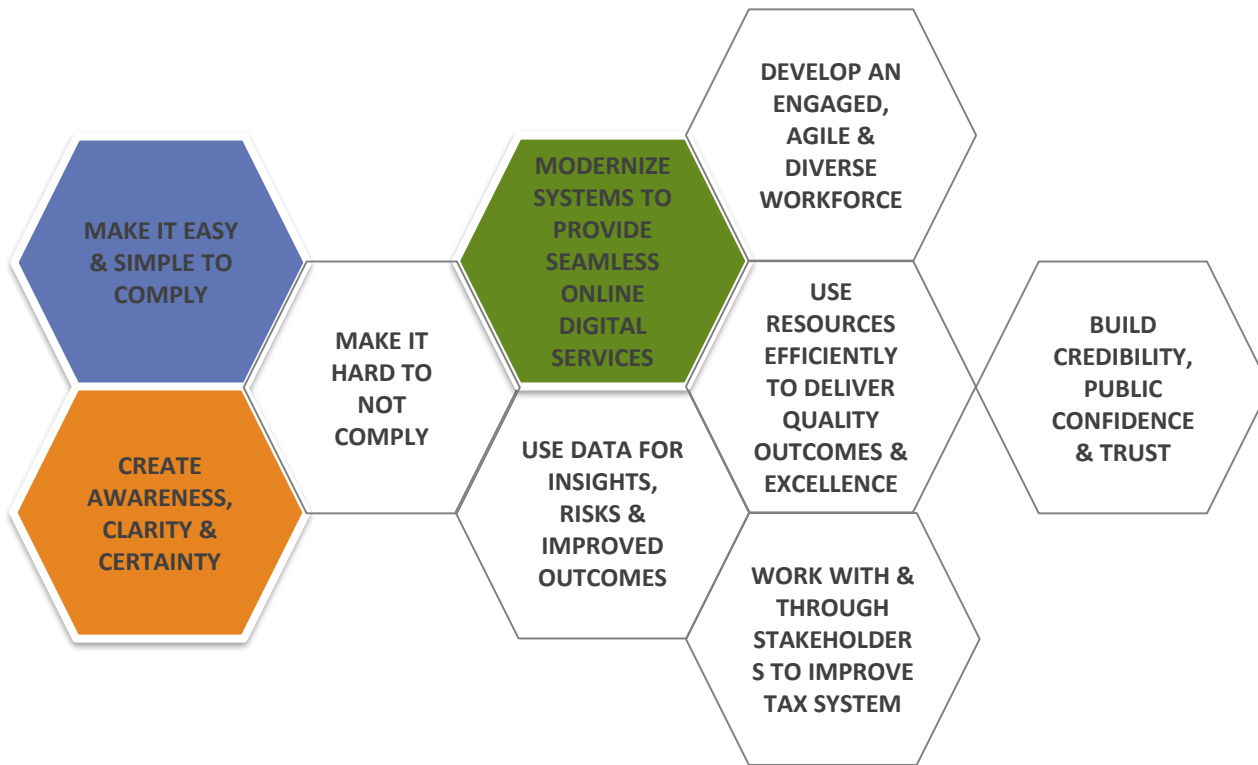 MAKE IT EASY
& SIMPLE TO
COMPLY
CREATE
AWARENESS,
CLARITY &
CERTAINTY
MAKE IT
HARD TO
NOT
COMPLY
MODERNIZE
SYSTEMS TO
PROVIDE
SEAMLESS
ONLINE
DIGITAL
SERVICES
USE DATA FOR
INSIGHTS,
RISKS &
IMPROVED
OUTCOMES
DEVELOP AN
ENGAGED,
AGILE &
DIVERSE
WORKFORCE
USE
RESOURCES
EFFICIENTLY
TO DELIVER
QUALITY
OUTCOMES &
EXCELLENCE
WORK WITH &
THROUGH
STAKEHOLDER
S TO IMPROVE
TAX SYSTEM
BUILD
CREDIBILITY,
PUBLIC
CONFIDENCE
& TRUST